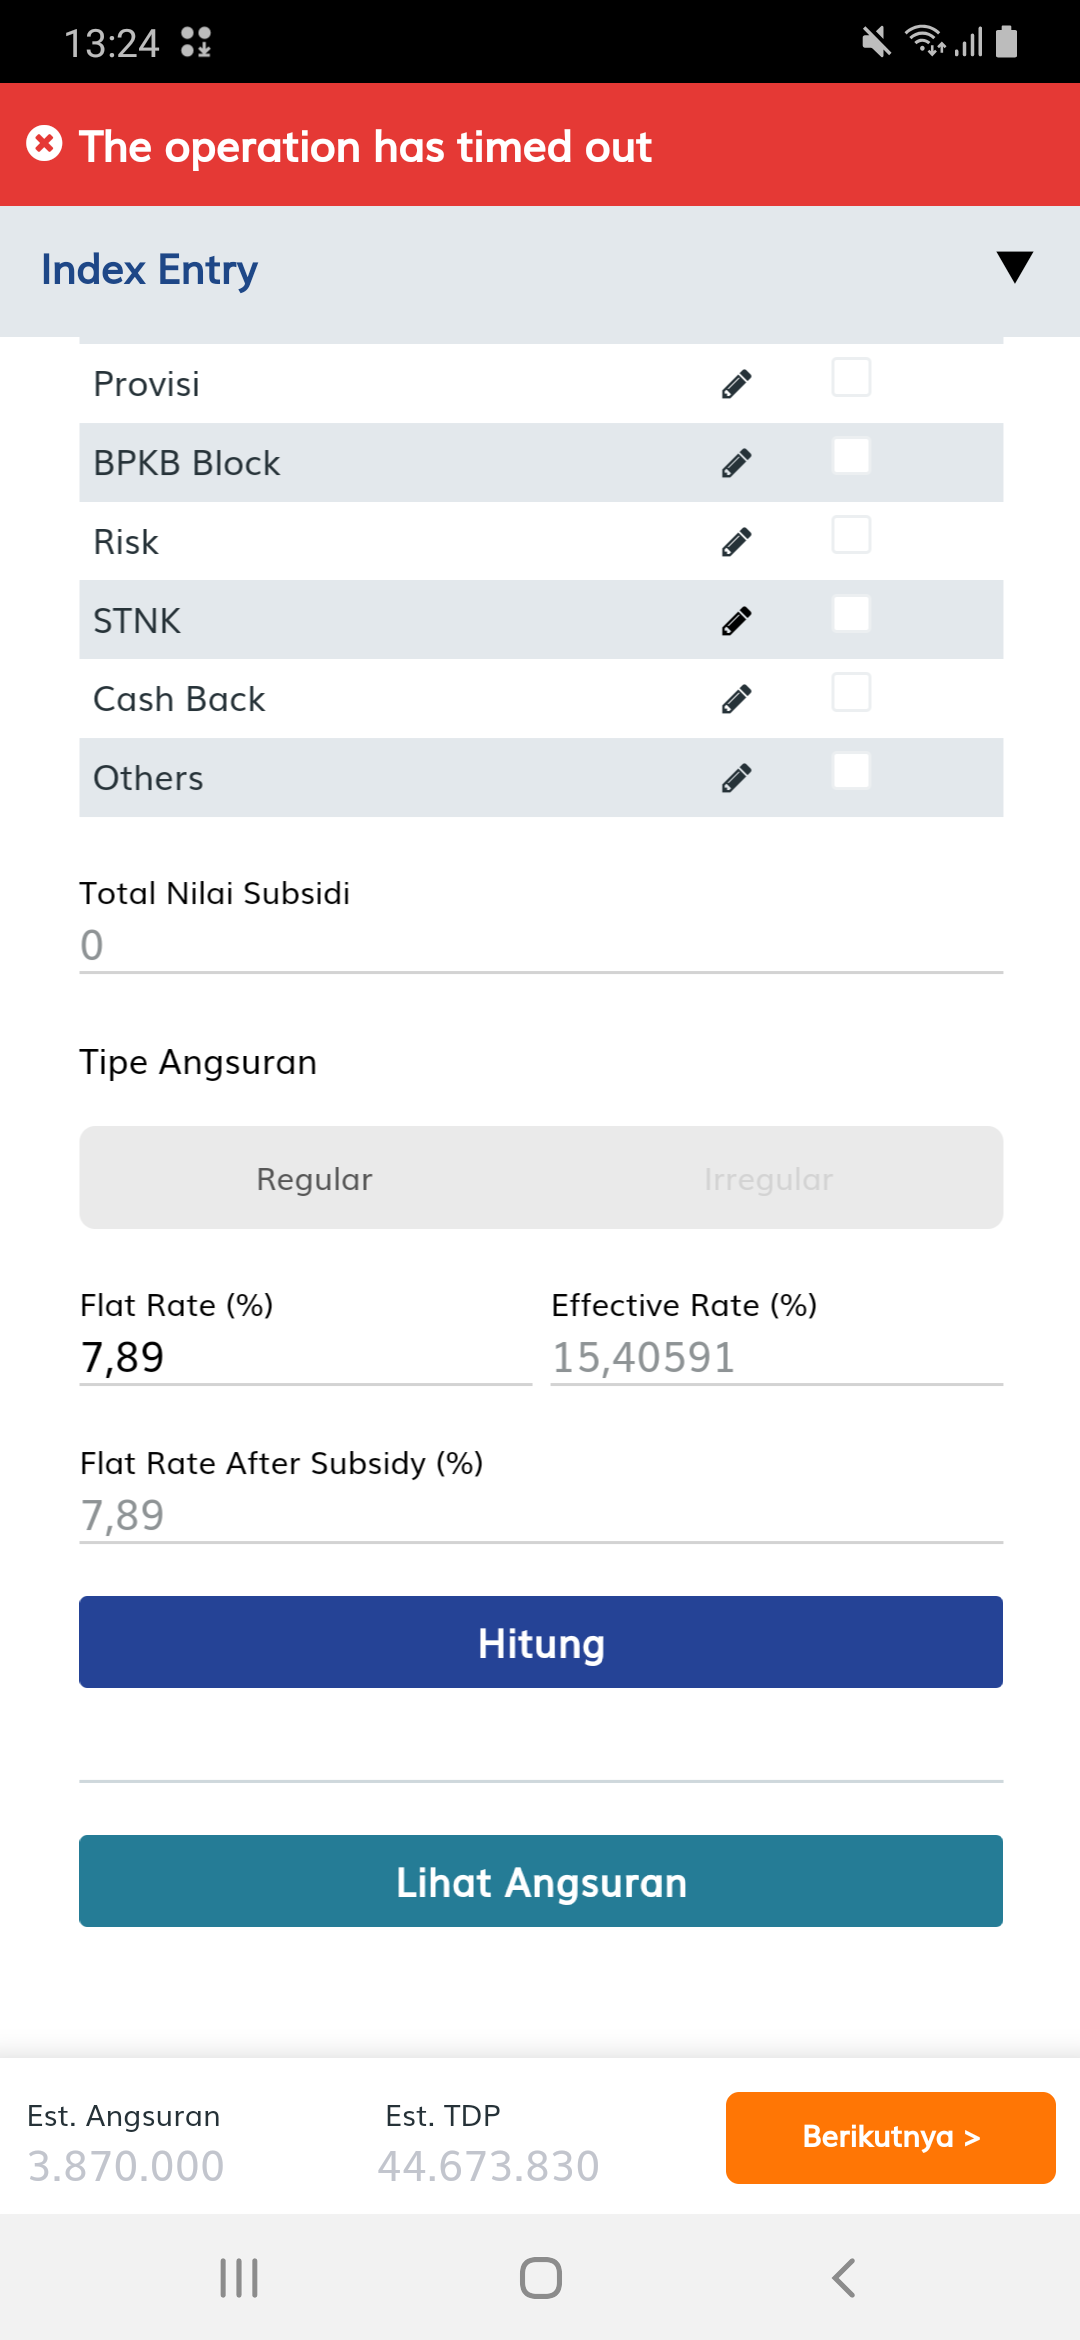 13:24
The operation has timed out
Index Entry
Provisi
BPKB Block
Risk
STNK
Cash Back
Others
Total Nilai Subsidi
0
Tipe Angsuran
Regular Irregular
Flat Rate (%) Effective Rate (%)
7,89 15,40591
Flat Rate After Subsidy (%)
7,89
Hitung
Lihat Angsuran
Est. Angsuran Est. TDP
3.870.000 44.673.830
Berikutnya >